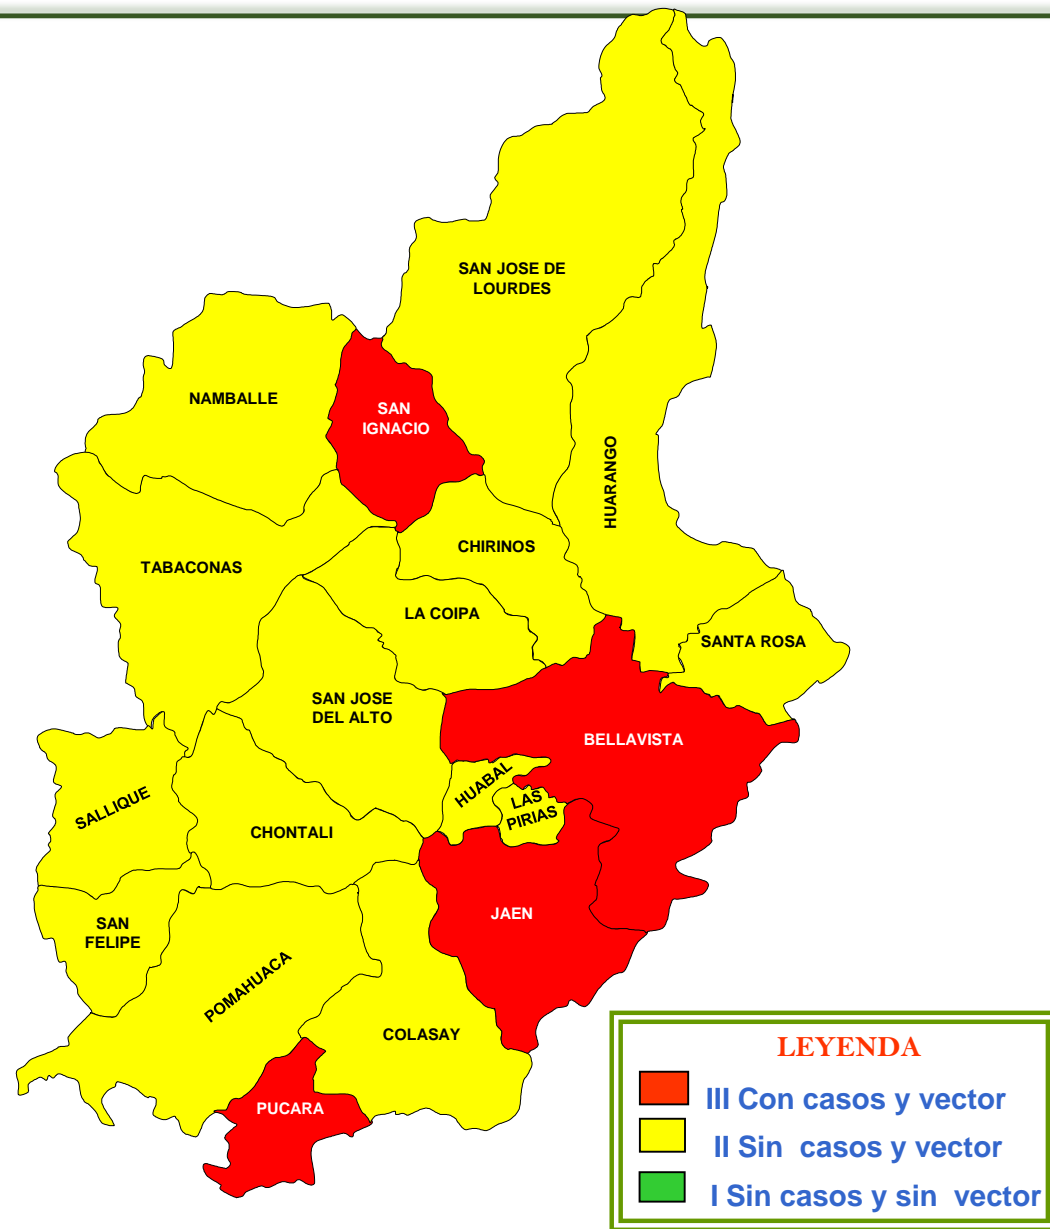 SAN JOSE DE
LOURDES
NAMBALLE
SAN
IGNACIO
HUARANGO
CHIRINOS
TABACONAS
LA COIPA
SANTA ROSA
SAN JOSE
DEL ALTO
BELLAVISTA
HUABAL
LAS
PIRIAS
SALLIQUE
CHONTALI
JAEN
SAN
FELIPE
POMAHUACA
COLASAY
PUCARA
LEYENDA
III Con casos y vector
II Sin casos y vector
I Sin casos y sin vector